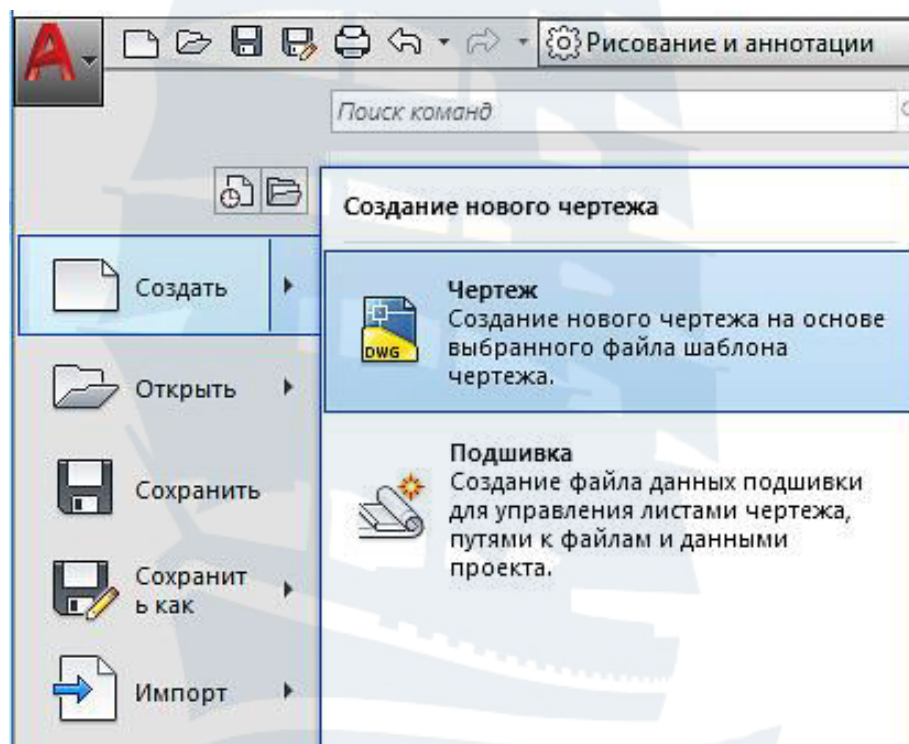 Рисование и аннотации
Поиск команд
Создание нового чертежа
Создать
Чертеж
Создание нового чертежа на основе
выбранного файла шаблона
чертежа.
DWG
Открыть
Подшивка
Создание файла данных подшивки
для управления листами чертежа,
путями к файлам и данными
проекта.
Сохранить
Сохранит
ь как
Импорт